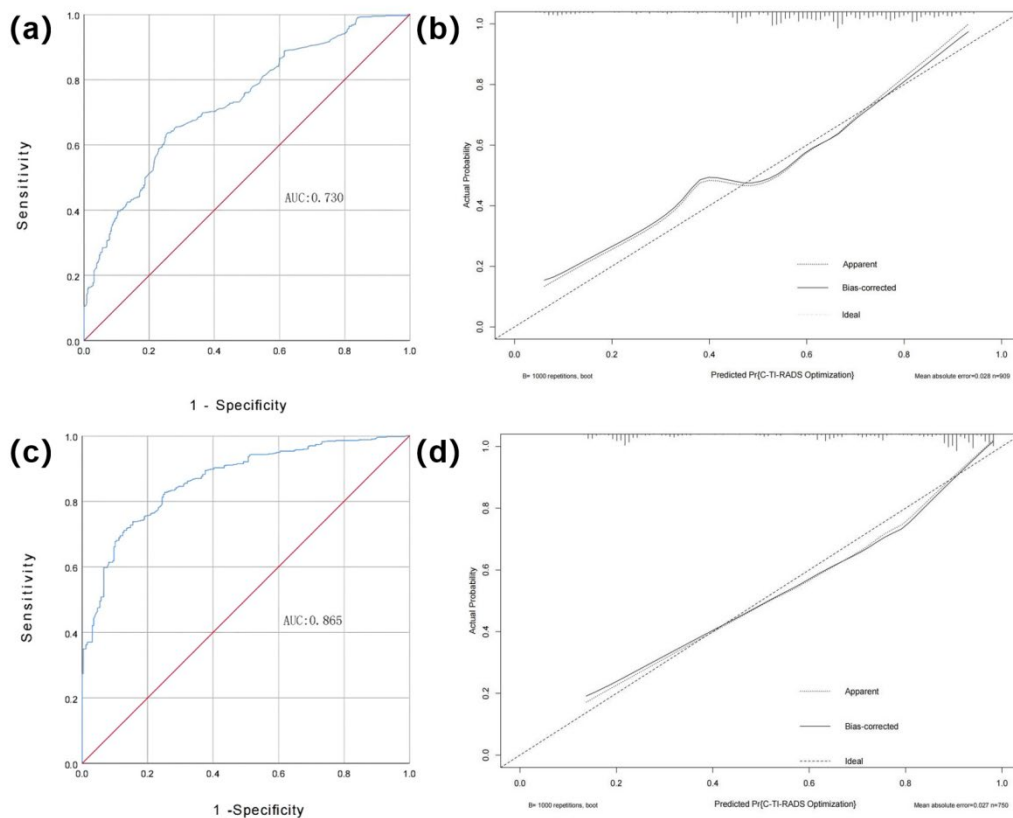 (a)
1.0
0.8
0.6
0.4
0.2
0.0
Sensitivity
AUC:0.730
0.0 0.2 0.4 0.6 0.8 1.0
1 - Specificity
(b)
1.0
0.8
0.6
0.4
0.2
0.0
Actual Probability
Apparent
Bias-corrected
Ideal
0.0 0.2 0.4 0.6 0.8 1.0
B= 1000 repetitions, boot Predicted Pr{C-TI-RADS Optimization} Mean absolute error=0.028 n=909
(c)
1.0
0.8
0.6
0.4
0.2
0.0
Sensitivity
AUC:0.865
0.0 0.2 0.4 0.6 0.8 1.0
1 -Specificity
(d)
1.0
0.8
0.6
0.4
0.2
0.0
Actual Probability
Apparent
Bias-corrected
Ideal
0.0 0.2 0.4 0.6 0.8 1.0
B= 1000 repetitions, boot Predicted Pr{C-TI-RADS Optimization} Mean absolute error=0.027 n=750